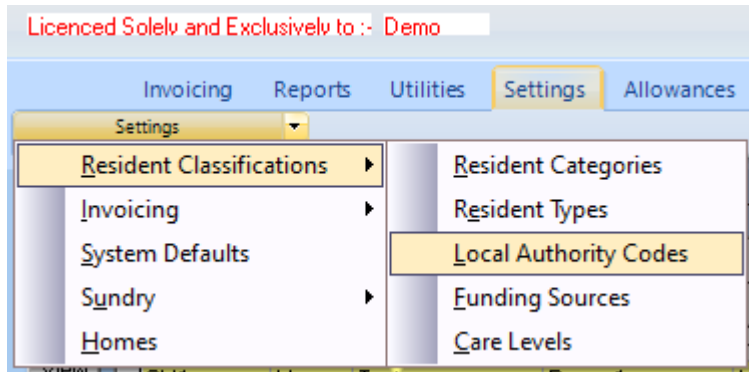 Licenced Solely and Exclusively to :- Demo
Invoicing Reports Utilities Settings Allowances
Settings
Resident Classifications
Invoicing
System Defaults
Sundry
Homes
Resident Categories
Resident Types
Local Authority Codes
Funding Sources
Care Levels